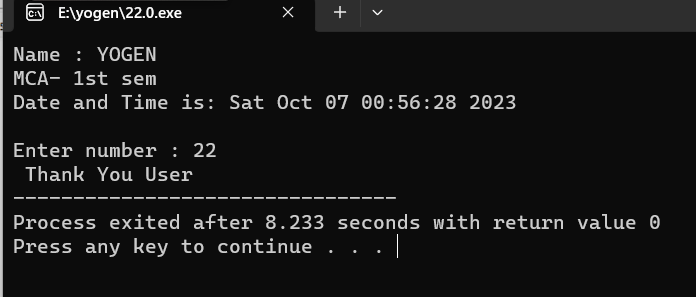 E:\yogen\22.0.exe
Name : YOGEN
MCA- 1st sem
Date and Time is: Sat Oct 07 00:56:28 2023
Enter number : 22
Thank You User
--------------------------------
Process exited after 8.233 seconds with return value 0
Press any key to continue . . .